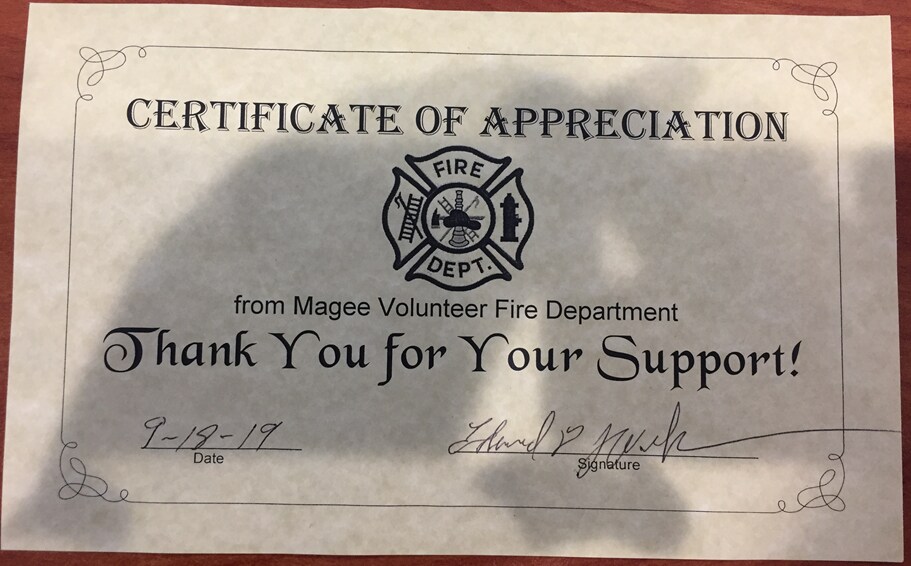 CERTIFICATE OF APPRECIATION
FIRE
DEPT.
from Magee Volunteer Fire Department
Thank You for Your Support!
9-18-19
Date
Signature